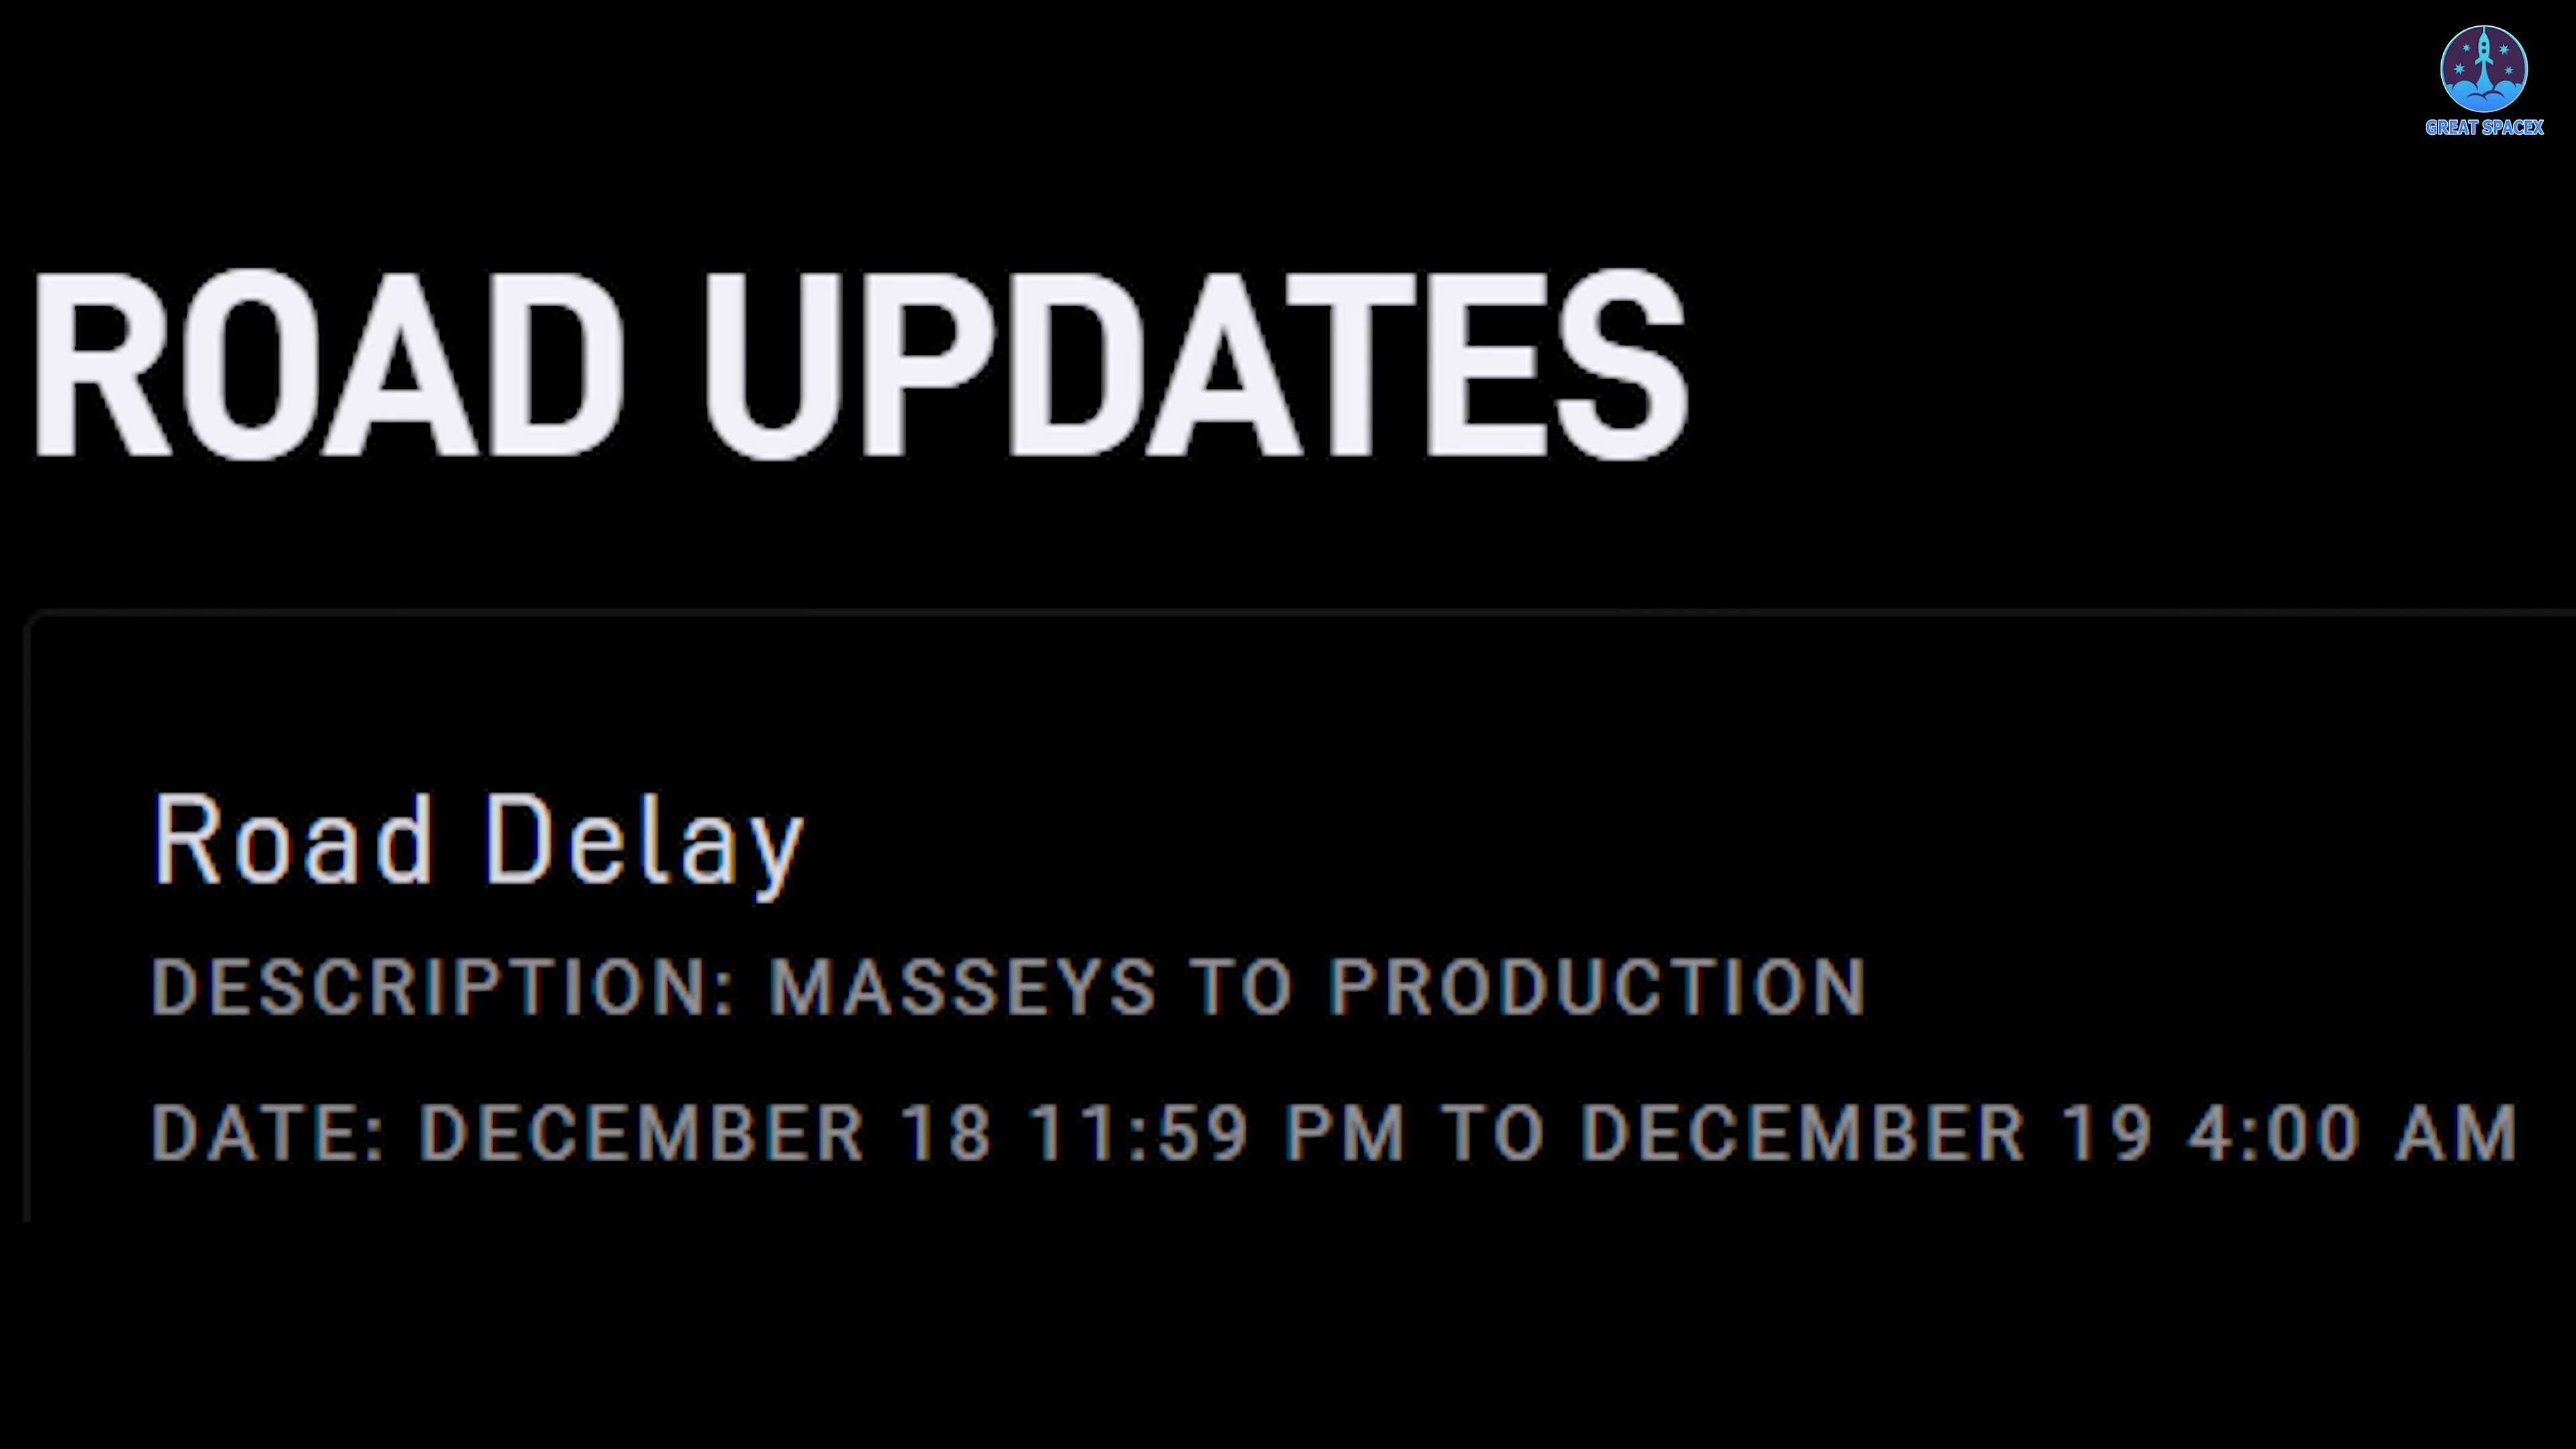 GREAT SPACEX
ROAD UPDATES
Road Delay
DESCRIPTION: MASSEYS TO PRODUCTION
DATE: DECEMBER 18 11:59 PM TO DECEMBER 19 4:00 AM